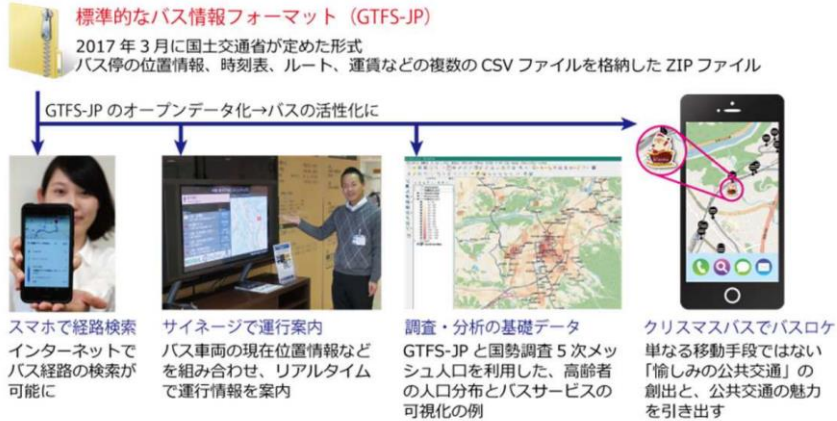 標準的なバス情報フォーマット（GTFS-JP）
2017 年 3 月に国土交通省が定めた形式
バス停の位置情報、時刻表、ルート、運賃などの複数の CSV ファイルを格納した ZIP ファイル
GTFS-JP のオープンデータ化→バスの活性化に
スマホで経路検索
インターネットで
バス経路の検索が
可能に
サイネージで運行案内
バス車両の現在位置情報など
を組み合わせ、リアルタイム
で運行情報を案内
調査・分析の基礎データ
GTFS-JP と国勢調査 5 次メッ
シュ人口を利用した、高齢者
の人口分布とバスサービスの
可視化の例
クリスマスバスでバスロケ
単なる移動手段ではない
「愉しみの公共交通」の
創出と、公共交通の魅力
を引き出す